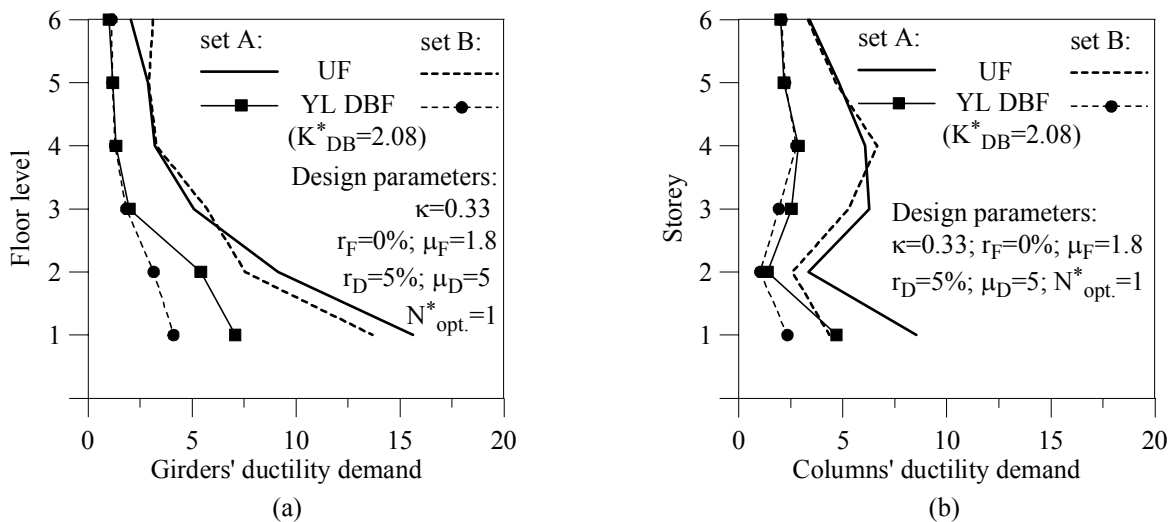 6
5
4
3
2
1
Floor level
set A:
set B:
UF
YL DBF
(K*DB=2.08)
Design parameters:
κ=0.33
rF=0%; μF=1.8
rD=5%; μD=5
N*opt.=1
0
5
10
15
20
Girders' ductility demand
(a)
6
5
4
3
2
1
Storey
set A:
set B:
UF
YL DBF
(K*DB=2.08)
Design parameters:
κ=0.33; rF=0%; μF=1.8
rD=5%; μD=5; N*opt.=1
0
5
10
15
20
Columns' ductility demand
(b)